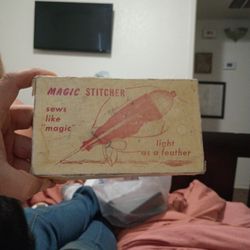 MAGIC STITCHER
sews
like
"magic"
light
as a feather